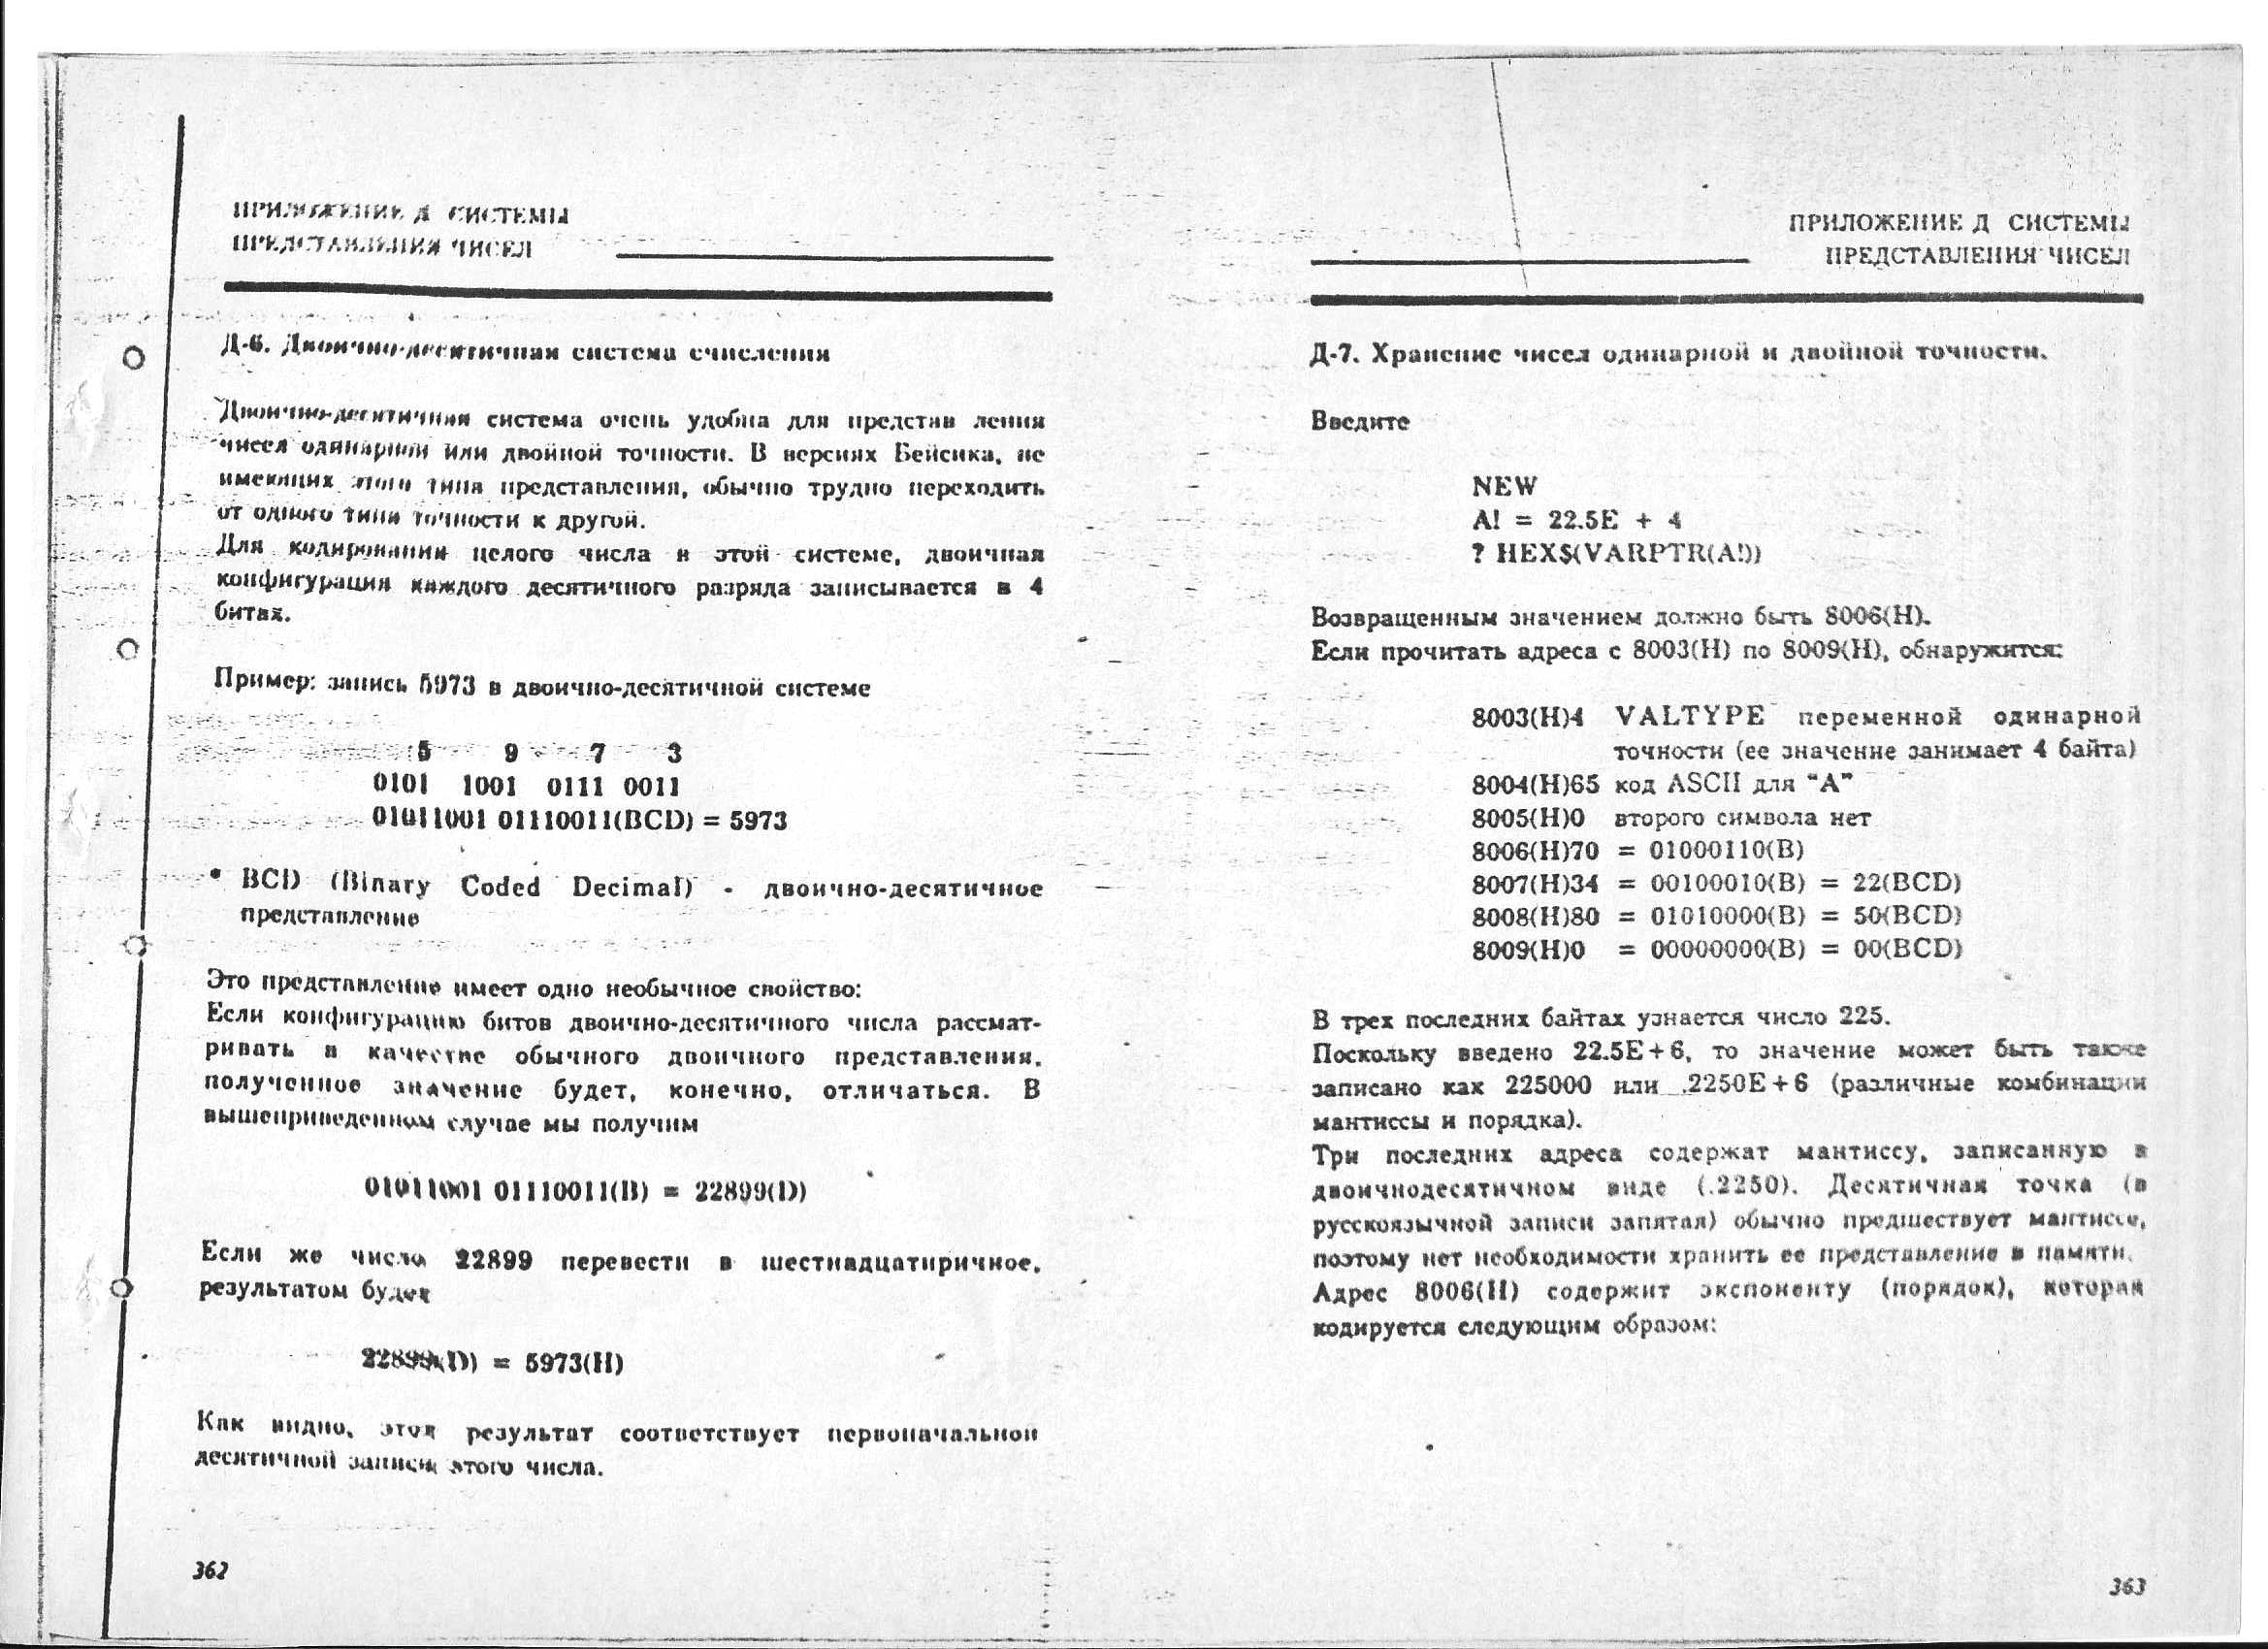 ПРИЛОЖЕНИЕ Д СИСТЕМЫ
ПРЕДСТАВЛЕНИЯ ЧИСЕЛ
Д-6. Двоично-десятичная система счисления
Двоично-десятичная система очень удобна для представ ления
чисел одинарной или двойной точности. В версиях Бейсика, не
имеющих этого типа представления, обычно трудно переходить
от одного типа точности к другой.
Для кодирования целого числа в этой системе, двоичная
конфигурация каждого десятичного разряда записывается в 4
битах.
Пример: запись 5973 в двоично-десятичной системе
5 9 7 3
0101 1001 0111 0011
01011001 01110011(BCD) = 5973
* BCD (Binary Coded Decimal) - двоично-десятичное
представление
Это представление имеет одно необычное свойство:
Если конфигурацию битов двоично-десятичного числа рассмат-
ривать в качестве обычного двоичного представления,
полученное значение будет, конечно, отличаться. В
вышеприведенном случае мы получим
01011001 01110011(B) = 22899(D)
Если же число 22899 перевести в шестнадцатиричное,
результатом будет
22899(D) = 5973(H)
Как видно, этот результат соответствует первоначальной
десятичной записи этого числа.
362
ПРИЛОЖЕНИЕ Д СИСТЕМЫ
ПРЕДСТАВЛЕНИЯ ЧИСЕЛ
Д-7. Хранение чисел одинарной и двойной точности.
Введите
NEW
A! = 22.5E + 4
? HEX$(VARPTR(A!))
Возвращенным значением должно быть 8006(H).
Если прочитать адреса с 8003(H) по 8009(H), обнаружится:
8003(H)4 VALTYPE переменной одинарной
точности (ее значение занимает 4 байта)
8004(H)65 код ASCII для "A"
8005(H)0 второго символа нет
8006(H)70 = 01000110(B)
8007(H)34 = 00100010(B) = 22(BCD)
8008(H)80 = 01010000(B) = 50(BCD)
8009(H)0 = 00000000(B) = 00(BCD)
В трех последних байтах узнается число 225.
Поскольку введено 22.5E+6, то значение может быть также
записано как 225000 или .2250E+6 (различные комбинации
мантиссы и порядка).
Три последних адреса содержат мантиссу, записанную в
двоичнодесятичном виде (.2250). Десятичная точка (в
русскоязычной записи запятая) обычно предшествует мантиссе,
поэтому нет необходимости хранить ее представление в памяти.
Адрес 8006(H) содержит экспоненту (порядок), которая
кодируется следующим образом:
363